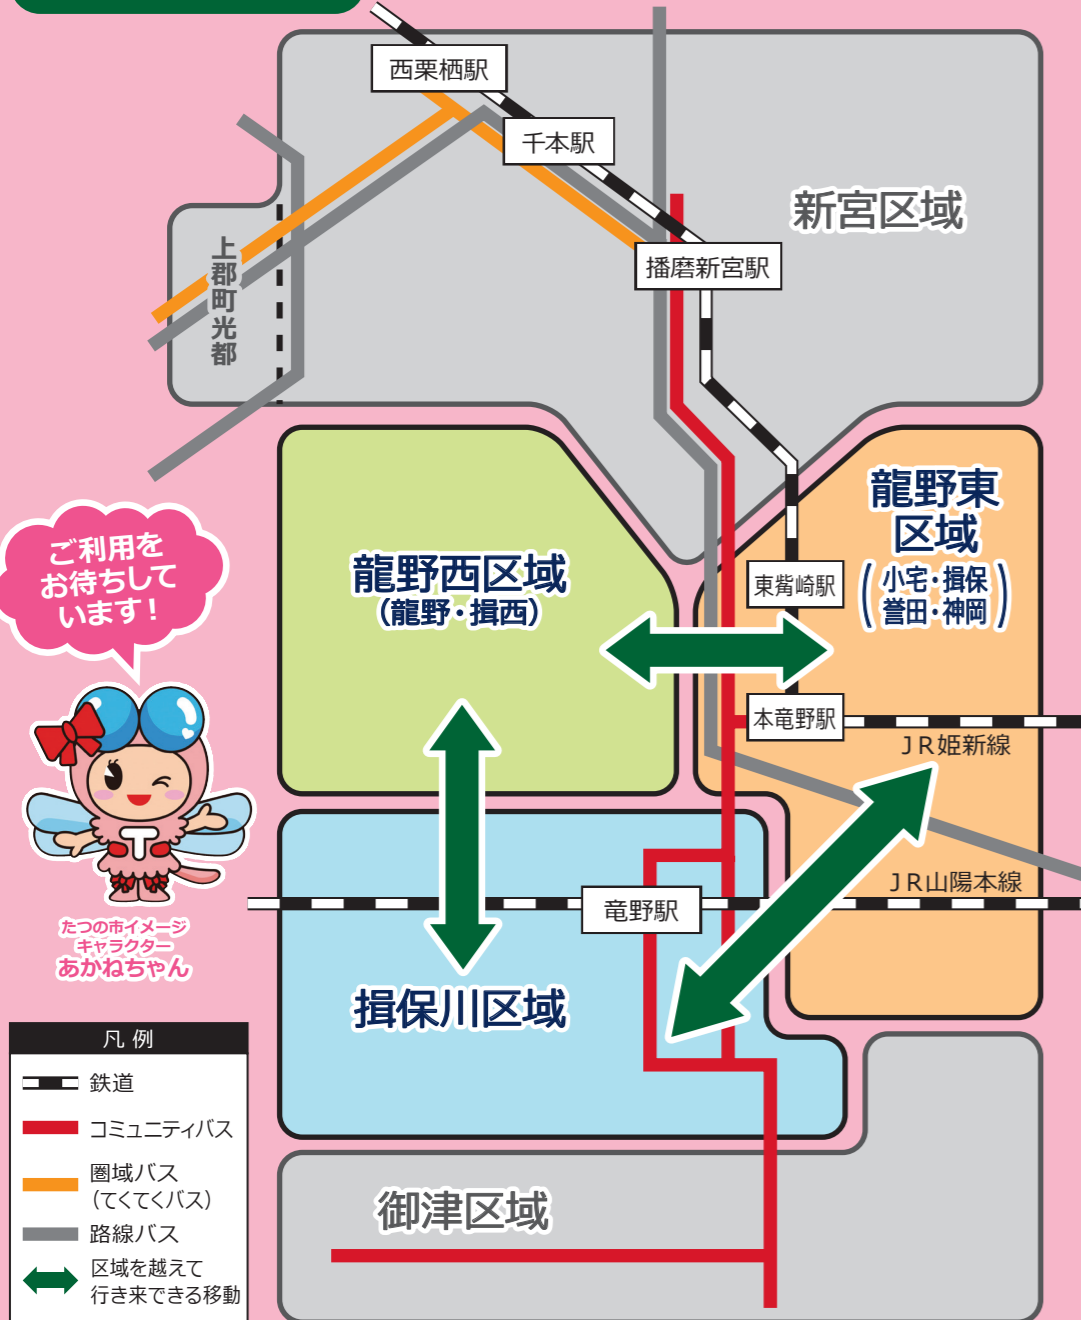 西栗栖駅
千本駅
新宮区域
播磨新宮駅
上郡町光都
龍野東
区域
(小宅・揖保
誉田・神岡)
龍野西区域
(龍野・揖西)
東觜崎駅
ご利用を
お待ちして
います!
本竜野駅
JR姫新線
JR山陽本線
竜野駅
たつの市イメージ
キャラクター
あかねちゃん
T
揖保川区域
凡例
鉄道
コミュニティバス
圏域バス
(てくてくバス)
路線バス
区域を越えて
行き来できる移動
御津区域